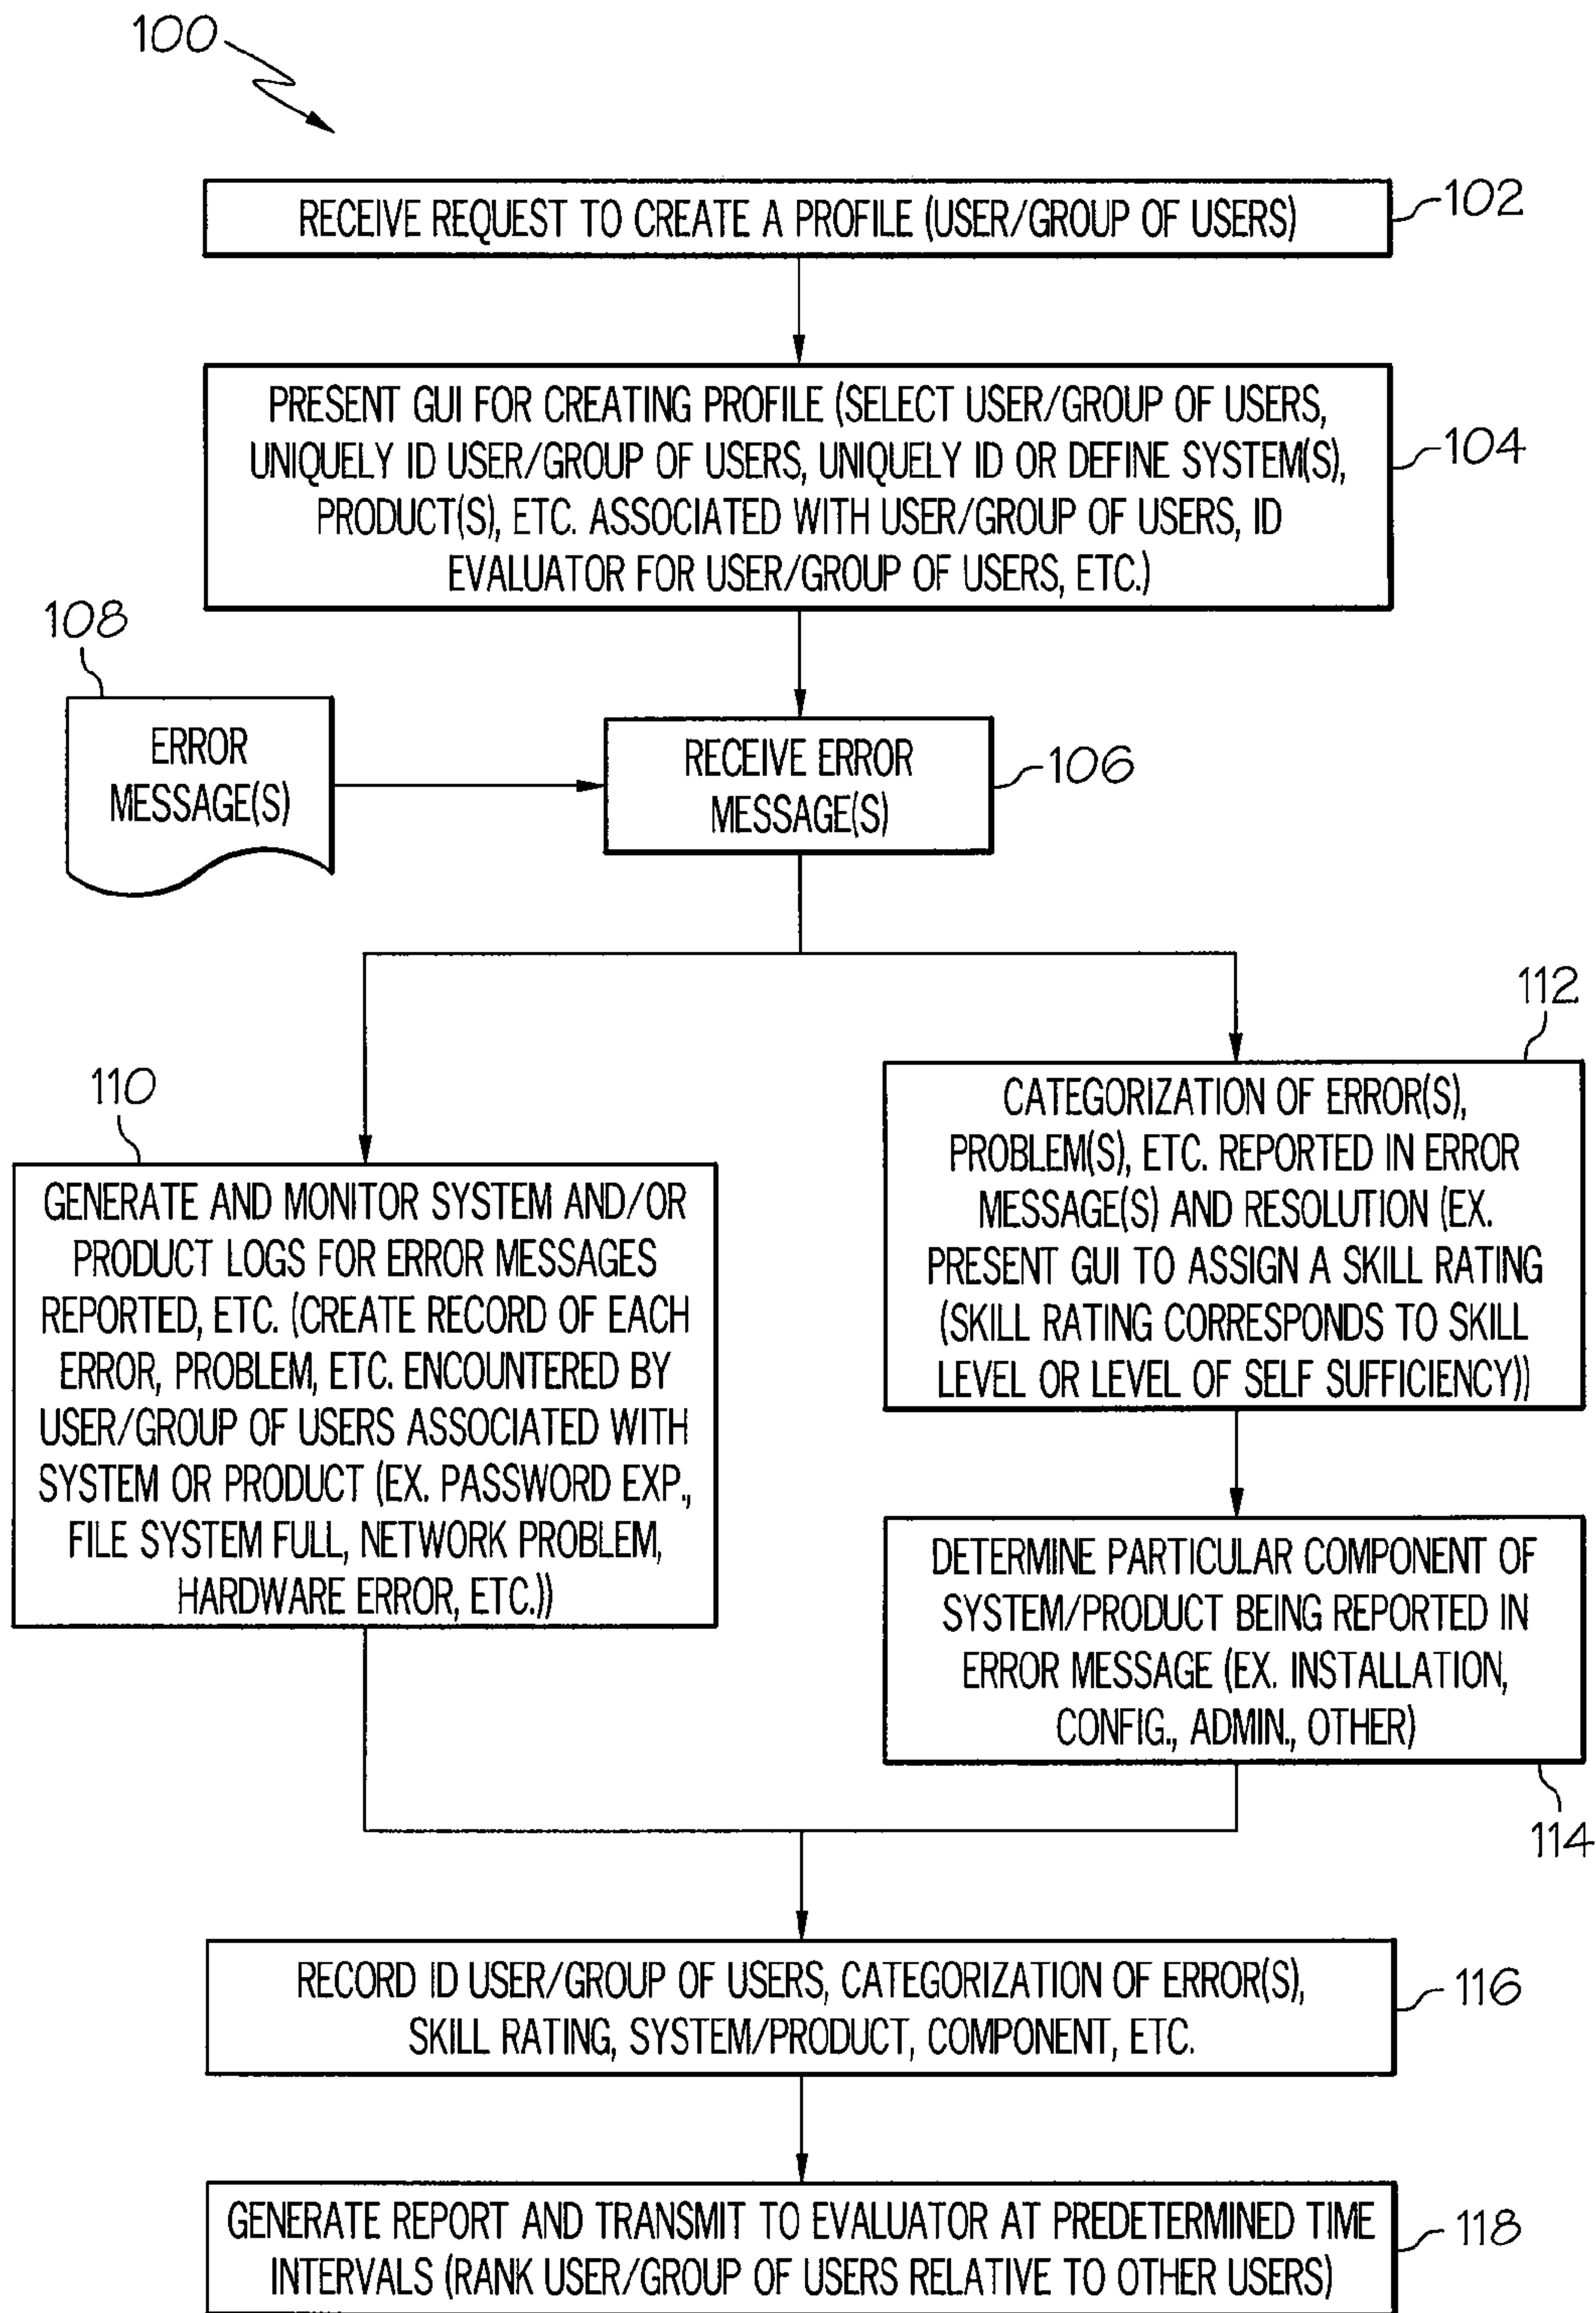 100
RECEIVE REQUEST TO CREATE A PROFILE (USER/GROUP OF USERS)
102
PRESENT GUI FOR CREATING PROFILE (SELECT USER/GROUP OF USERS,
UNIQUELY ID USER/GROUP OF USERS, UNIQUELY ID OR DEFINE SYSTEM(S),
PRODUCT(S), ETC. ASSOCIATED WITH USER/GROUP OF USERS, ID
EVALUATOR FOR USER/GROUP OF USERS, ETC.)
104
108
ERROR
MESSAGE(S)
RECEIVE ERROR
MESSAGE(S)
106
110
GENERATE AND MONITOR SYSTEM AND/OR
PRODUCT LOGS FOR ERROR MESSAGES
REPORTED, ETC. (CREATE RECORD OF EACH
ERROR, PROBLEM, ETC. ENCOUNTERED BY
USER/GROUP OF USERS ASSOCIATED WITH
SYSTEM OR PRODUCT (EX. PASSWORD EXP.,
FILE SYSTEM FULL, NETWORK PROBLEM,
HARDWARE ERROR, ETC.))
112
CATEGORIZATION OF ERROR(S),
PROBLEM(S), ETC. REPORTED IN ERROR
MESSAGE(S) AND RESOLUTION (EX.
PRESENT GUI TO ASSIGN A SKILL RATING
(SKILL RATING CORRESPONDS TO SKILL
LEVEL OR LEVEL OF SELF SUFFICIENCY))
DETERMINE PARTICULAR COMPONENT OF
SYSTEM/PRODUCT BEING REPORTED IN
ERROR MESSAGE (EX. INSTALLATION,
CONFIG., ADMIN., OTHER)
114
RECORD ID USER/GROUP OF USERS, CATEGORIZATION OF ERROR(S),
SKILL RATING, SYSTEM/PRODUCT, COMPONENT, ETC.
116
GENERATE REPORT AND TRANSMIT TO EVALUATOR AT PREDETERMINED TIME
INTERVALS (RANK USER/GROUP OF USERS RELATIVE TO OTHER USERS)
118